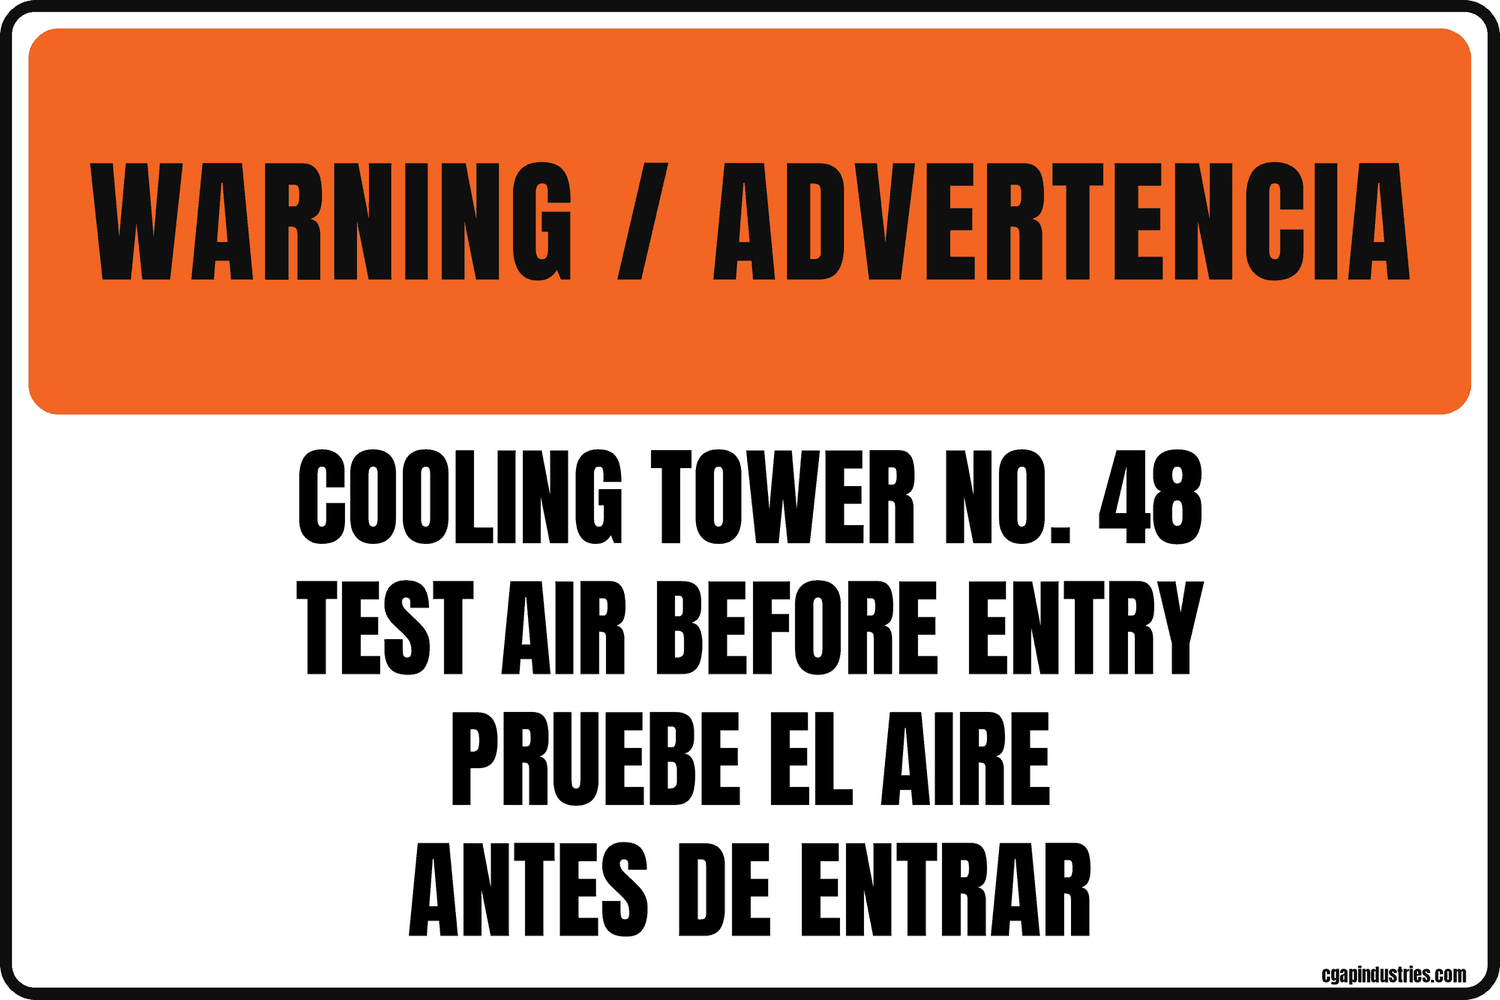 WARNING / ADVERTENCIA
COOLING TOWER NO. 48
TEST AIR BEFORE ENTRY
PRUEBE EL AIRE
ANTES DE ENTRAR
cgapindustries.com